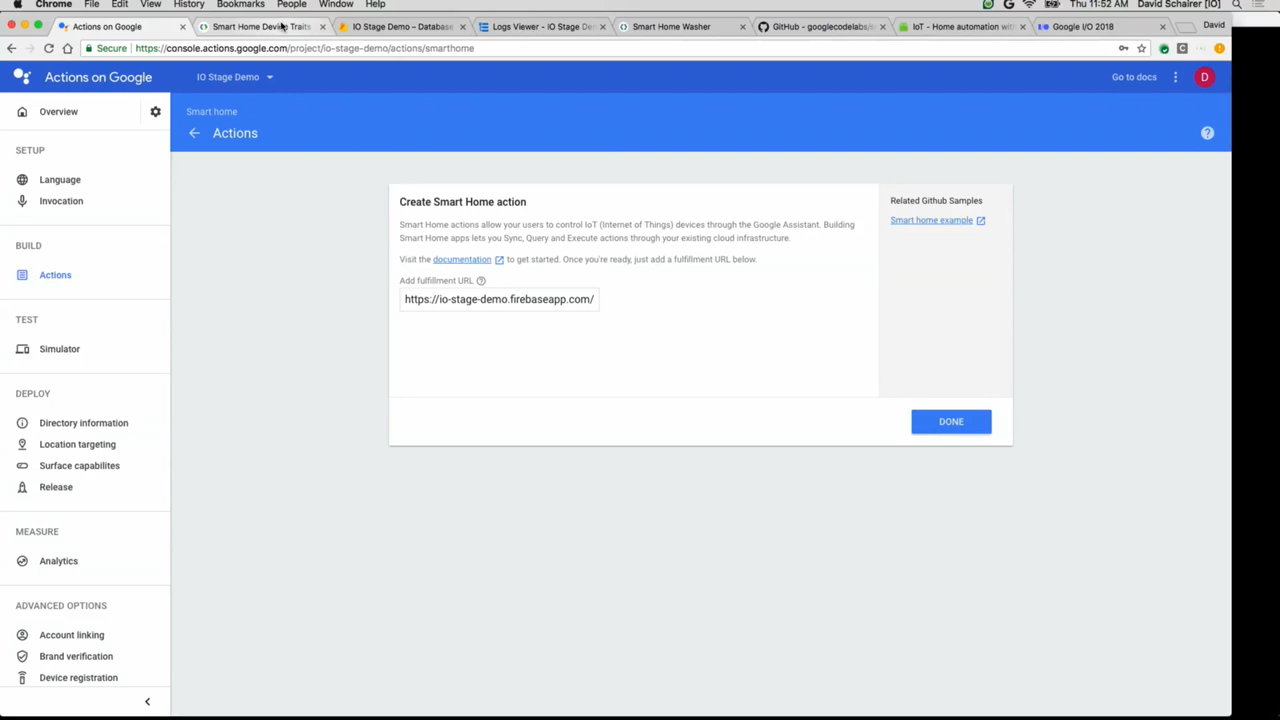 Chrome File Edit View History Bookmarks People Window Help Thu 11:52 AM David Schairer [IO]
Actions on Google Smart Home Device Traits IO Stage Demo – Database Logs Viewer - IO Stage De Smart Home Washer GitHub - googlecodelabs/s IoT - Home automation with Google I/O 2018 David
Secure https://console.actions.google.com/project/io-stage-demo/actions/smarthome
Actions on Google IO Stage Demo Go to docs D
Overview
Smart home
Actions
SETUP
Language
Invocation
BUILD
Actions
TEST
Simulator
DEPLOY
Directory information
Location targeting
Surface capabilites
Release
MEASURE
Analytics
ADVANCED OPTIONS
Account linking
Brand verification
Device registration
Create Smart Home action
Smart Home actions allow your users to control IoT (Internet of Things) devices through the Google Assistant. Building
Smart Home apps lets you Sync, Query and Execute actions through your existing cloud infrastructure.
Visit the documentation to get started. Once you're ready, just add a fulfillment URL below.
Add fulfillment URL
https://io-stage-demo.firebaseapp.com/
Related Github Samples
Smart home example
DONE